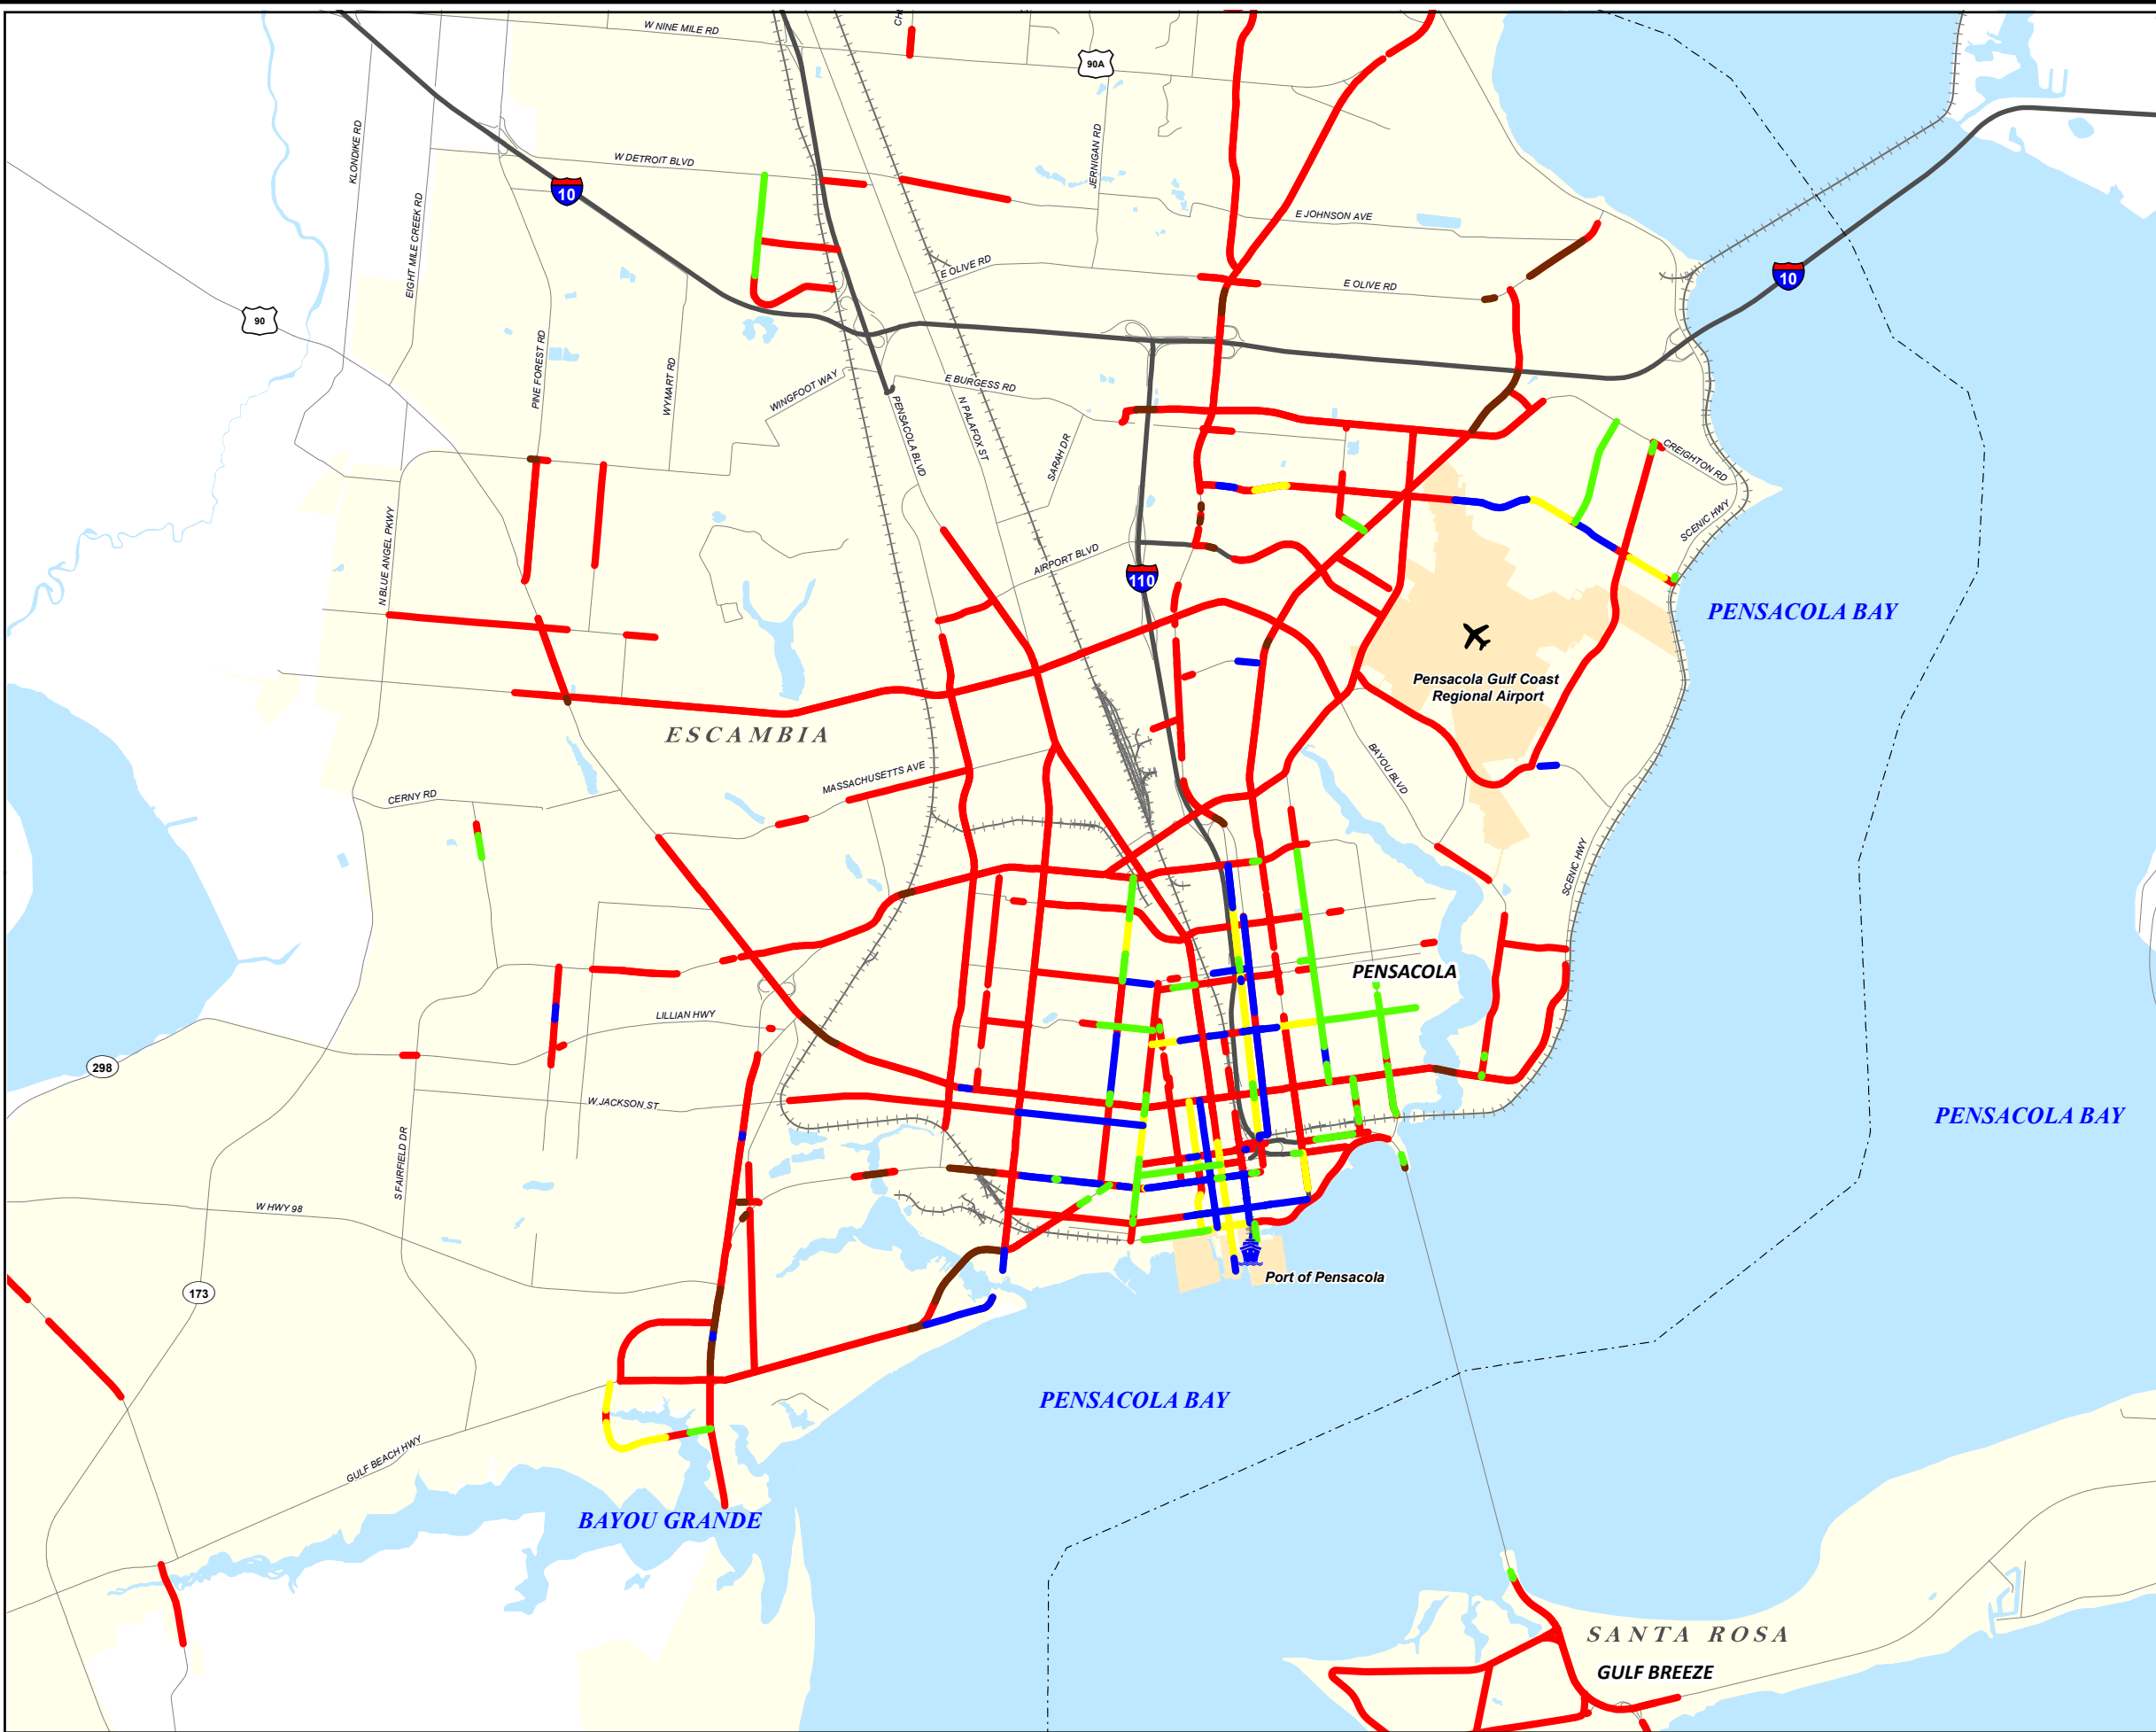 W NINE MILE RD
CH
90A
KLONDIKE RD
W DETROIT BLVD
JERNIGAN RD
10
EIGHT MILE CREEK RD
E JOHNSON AVE
E OLIVE RD
E OLIVE RD
10
90
PINE FOREST RD
WYMART RD
WINGFOOT WAY
E BURGESS RD
PENSACOLA BLVD
N PALAFOX ST
SARAH DR
CREIGHTON RD
SCENIC HWY
N BLUE ANGEL PKWY
AIRPORT BLVD
110
PENSACOLA BAY
Pensacola Gulf Coast
Regional Airport
ESCAMBIA
BAYOU BLVD
MASSACHUSETTS AVE
CERNY RD
SCENIC HWY
PENSACOLA
LILLIAN HWY
298
W JACKSON ST
PENSACOLA BAY
S FAIRFIELD DR
W HWY 98
173
Port of Pensacola
PENSACOLA BAY
GULF BEACH HWY
BAYOU GRANDE
SANTA ROSA
GULF BREEZE